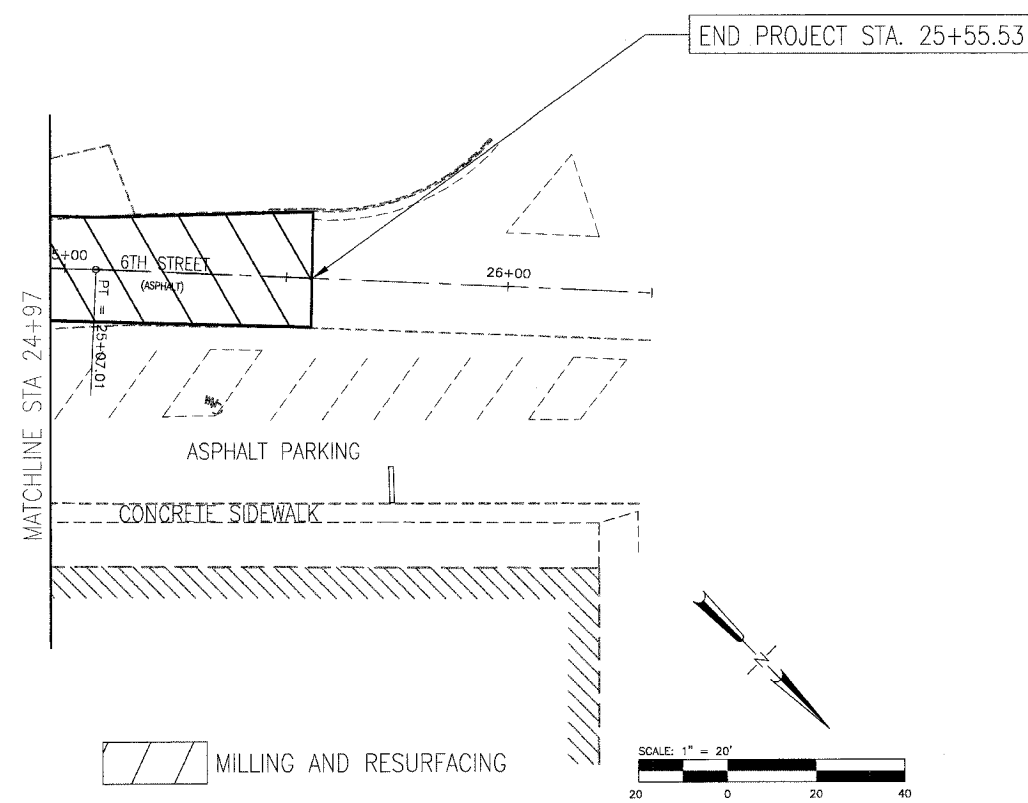 END PROJECT STA. 25+55.53
5+00
6TH STREET
(ASPHALT)
26+00
PT = 25+07.01
MATCHLINE STA 24+97
ASPHALT PARKING
CONCRETE SIDEWALK
N
MILLING AND RESURFACING
SCALE: 1" = 20'
20 0 20 40